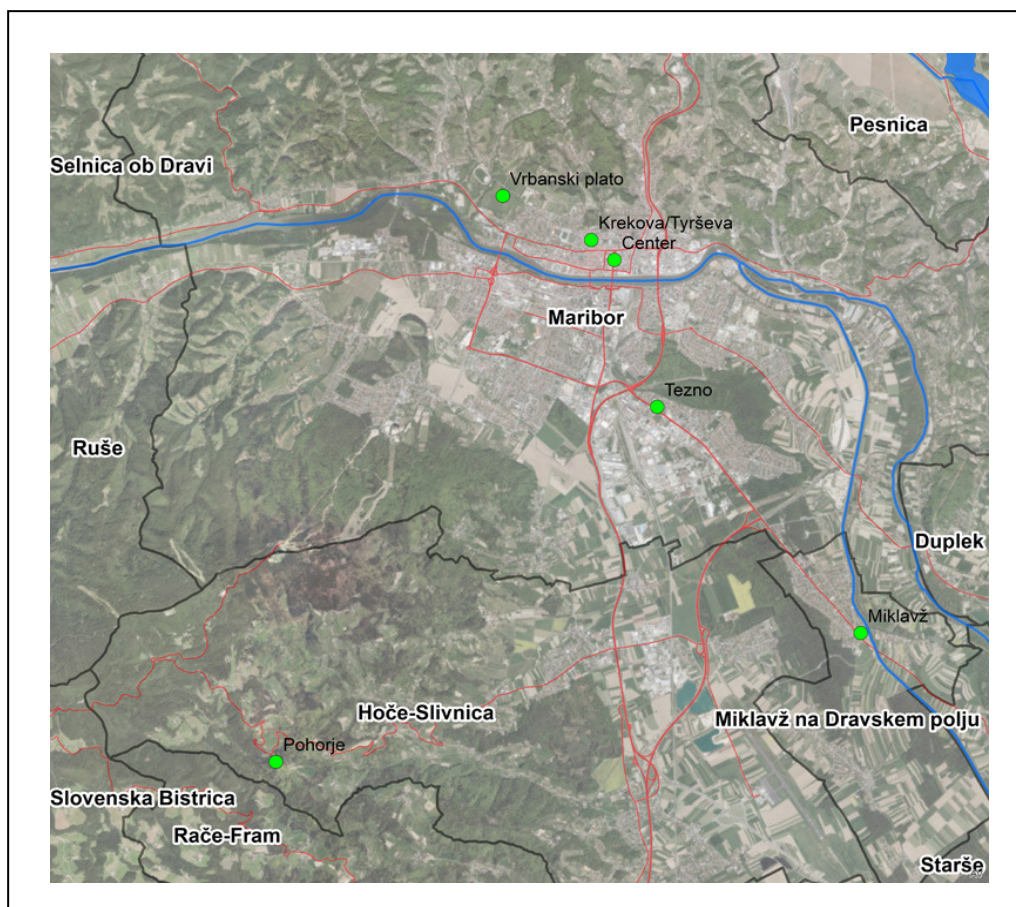 Pesnica
Selnica ob Dravi
Vrbanski plato
Krekova/Tyrševa
Center
Maribor
Tezno
Ruše
Duplek
Miklavž
Hoče-Slivnica
Miklavž na Dravskem polju
Pohorje
Slovenska Bistrica
Rače-Fram
Starše